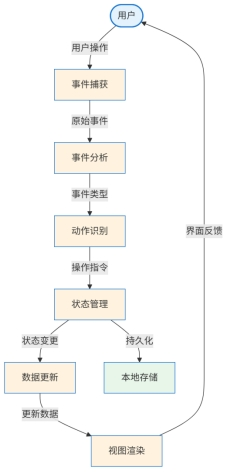 用户
用户操作
事件捕获
原始事件
事件分析
事件类型
动作识别
界面反馈
操作指令
状态管理
状态变更
持久化
数据更新
本地存储
更新数据
视图渲染